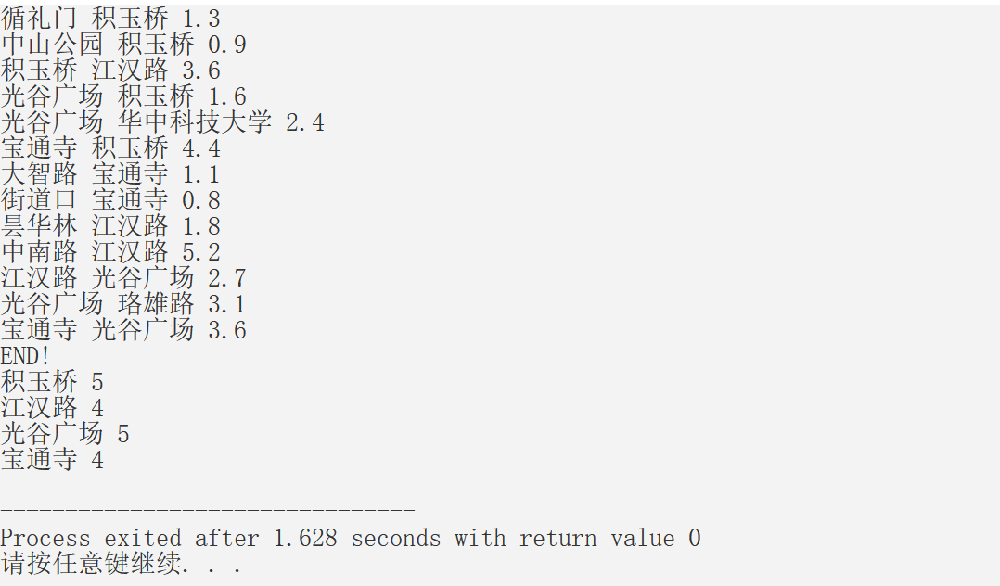 循礼门 积玉桥 1.3
中山公园 积玉桥 0.9
积玉桥 江汉路 3.6
光谷广场 积玉桥 1.6
光谷广场 华中科技大学 2.4
宝通寺 积玉桥 4.4
大智路 宝通寺 1.1
街道口 宝通寺 0.8
昙华林 江汉路 1.8
中南路 江汉路 5.2
江汉路 光谷广场 2.7
光谷广场 珞雄路 3.1
宝通寺 光谷广场 3.6
END!
积玉桥 5
江汉路 4
光谷广场 5
宝通寺 4
--------------------------------
Process exited after 1.628 seconds with return value 0
请按任意键继续. . .